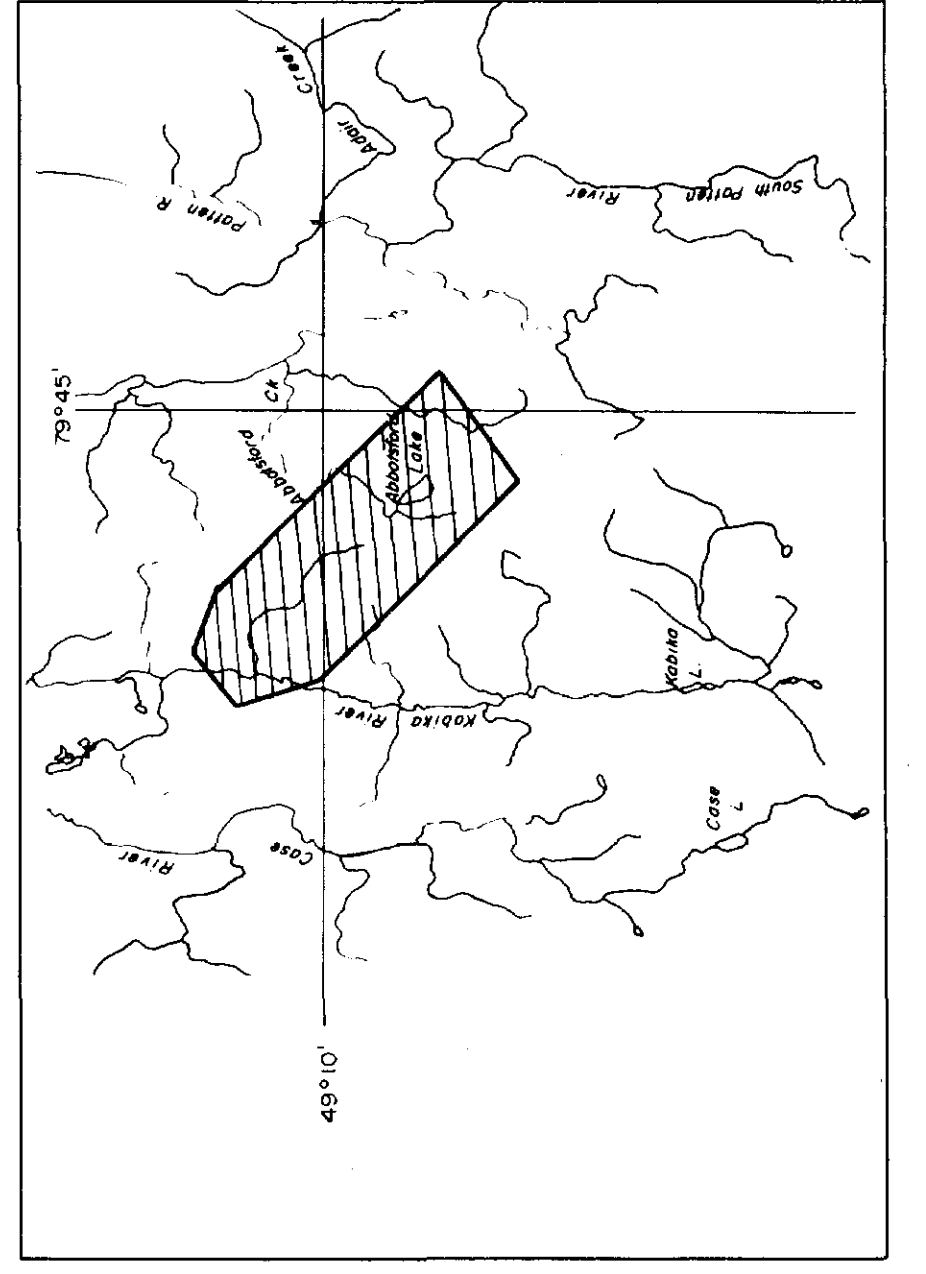 79°45'
49°10'
Creek
Adair
Patten R
River
South Patten
Ck
Abbotsford
Abbotsford
Lake
Kabika
L.
River
Kabika
Case
L
River
Case